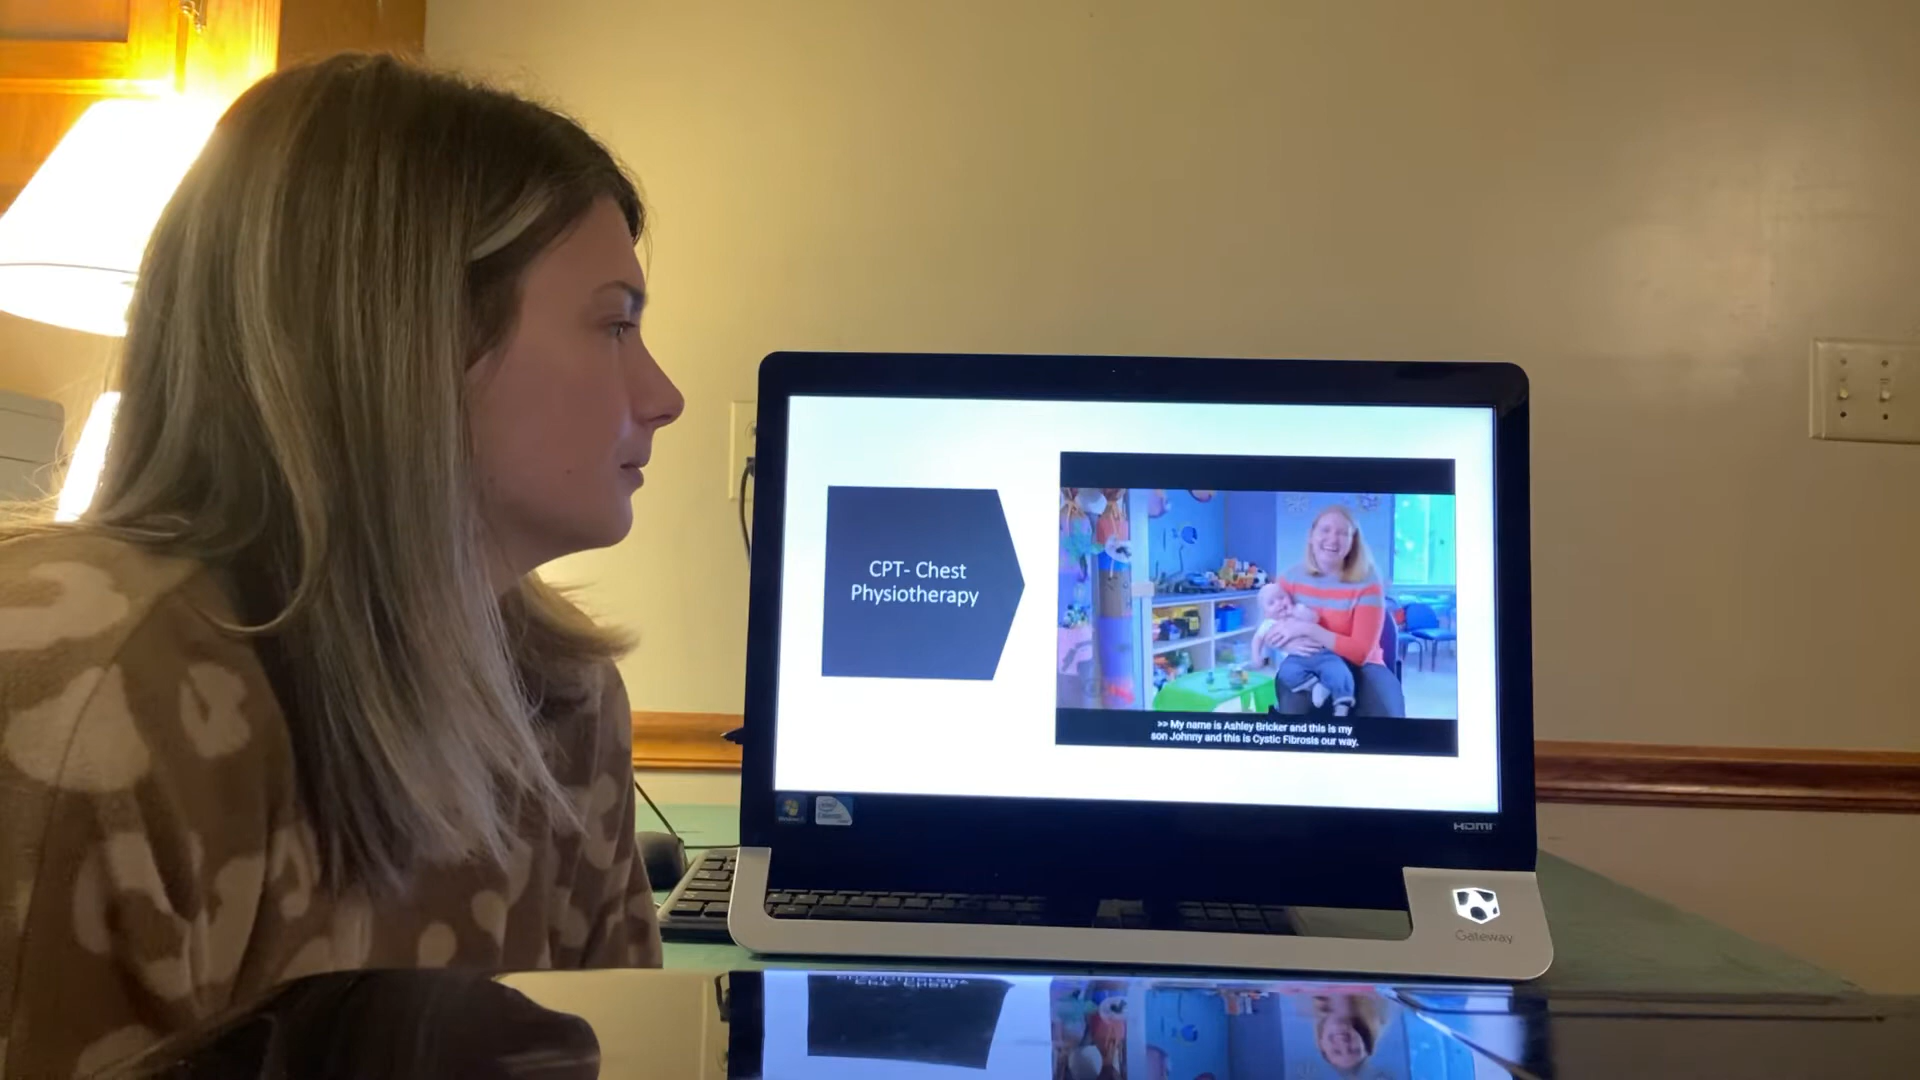 CPT- Chest
Physiotherapy
>> My name is Ashley Bricker and this is my
son Johnny and this is Cystic Fibrosis our way.
HDMI
Gateway